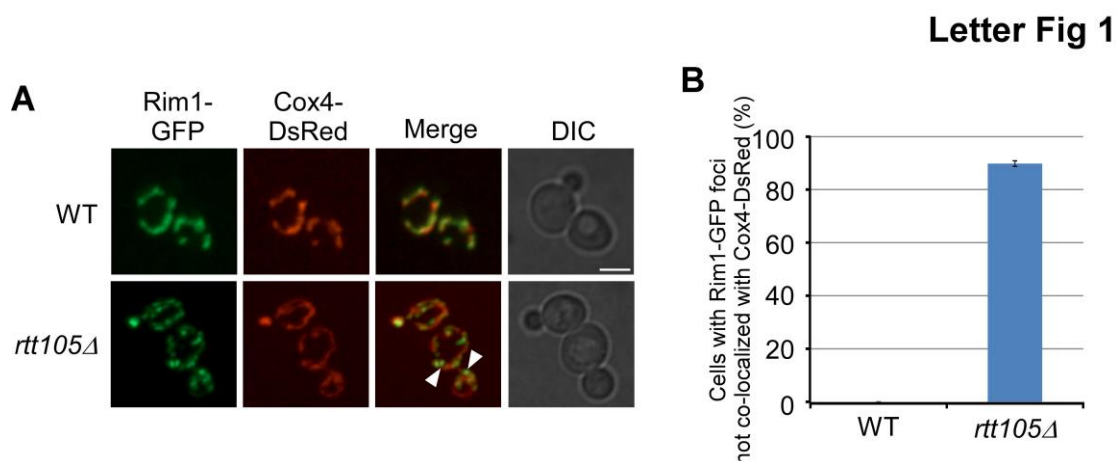 Letter Fig 1
A
Rim1-
GFP
Cox4-
DsRed
Merge
DIC
WT
rtt105Δ
B
Cells with Rim1-GFP foci
not co-localized with Cox4-DsRed (%)
100
80
60
40
20
0
WT
rtt105Δ